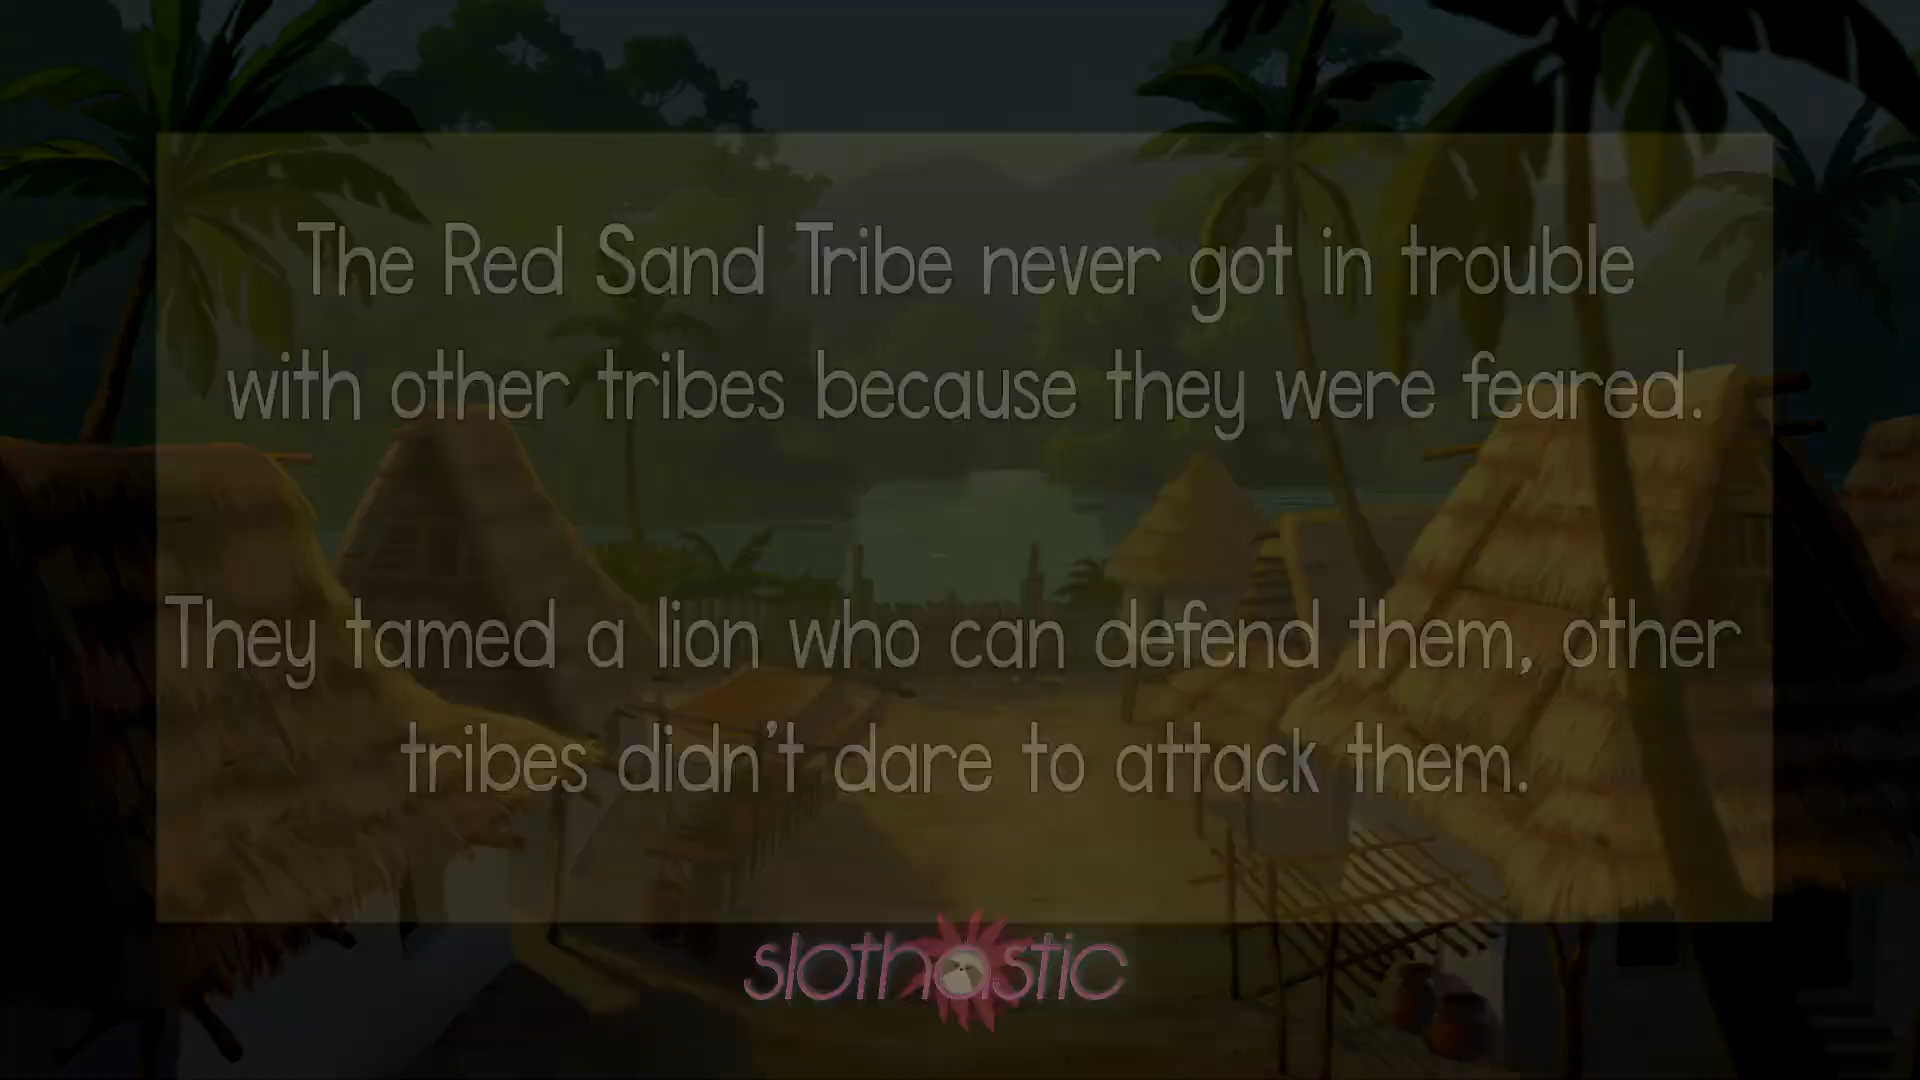 The Red Sand Tribe never got in trouble
with other tribes because they were feared.
They tamed a lion who can defend them, other
tribes didn't dare to attack them.
slothastic